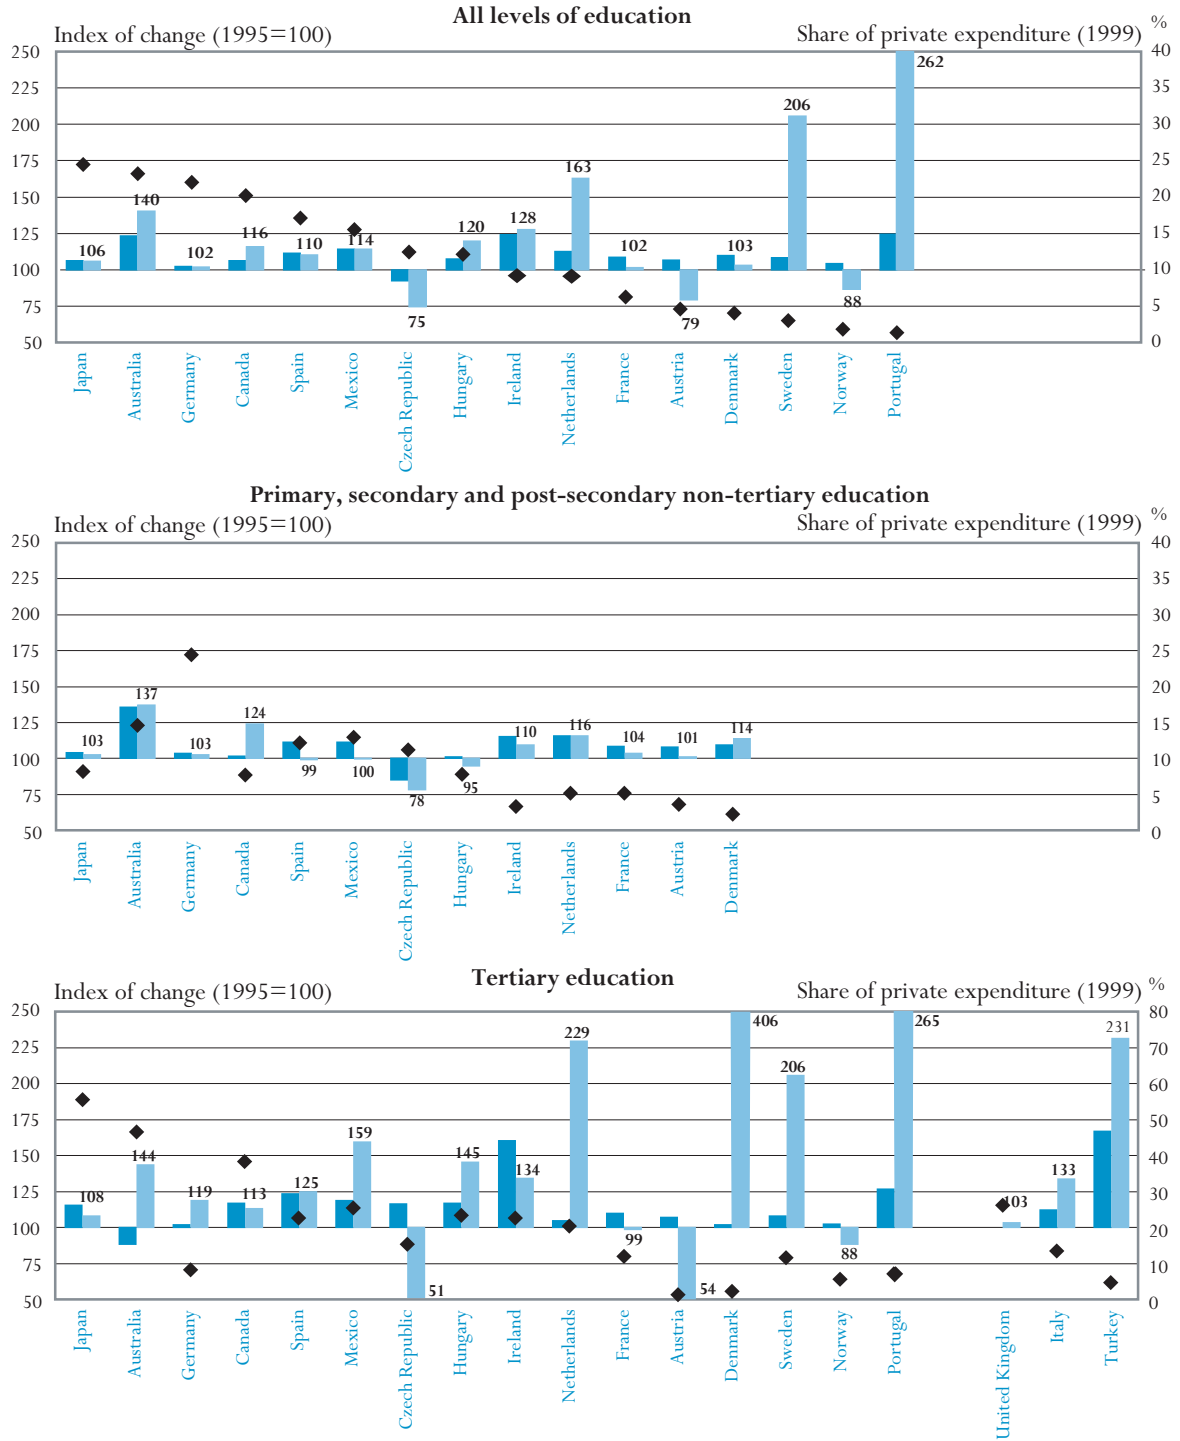 All levels of education
Index of change (1995=100)
Share of private expenditure (1999)
%
250
225
200
175
150
125
100
75
50
40
35
30
25
20
15
10
5
0
106
140
102
116
110
114
75
120
128
163
102
79
103
206
88
262
Japan
Australia
Germany
Canada
Spain
Mexico
Czech Republic
Hungary
Ireland
Netherlands
France
Austria
Denmark
Sweden
Norway
Portugal
Primary, secondary and post-secondary non-tertiary education
Index of change (1995=100)
Share of private expenditure (1999)
%
250
225
200
175
150
125
100
75
50
40
35
30
25
20
15
10
5
0
103
137
103
124
99
100
78
95
110
116
104
101
114
Japan
Australia
Germany
Canada
Spain
Mexico
Czech Republic
Hungary
Ireland
Netherlands
France
Austria
Denmark
Tertiary education
Index of change (1995=100)
Share of private expenditure (1999)
%
250
225
200
175
150
125
100
75
50
80
70
60
50
40
30
20
10
0
108
144
119
113
125
159
51
145
134
229
99
54
406
206
88
265
103
133
231
Japan
Australia
Germany
Canada
Spain
Mexico
Czech Republic
Hungary
Ireland
Netherlands
France
Austria
Denmark
Sweden
Norway
Portugal
United Kingdom
Italy
Turkey